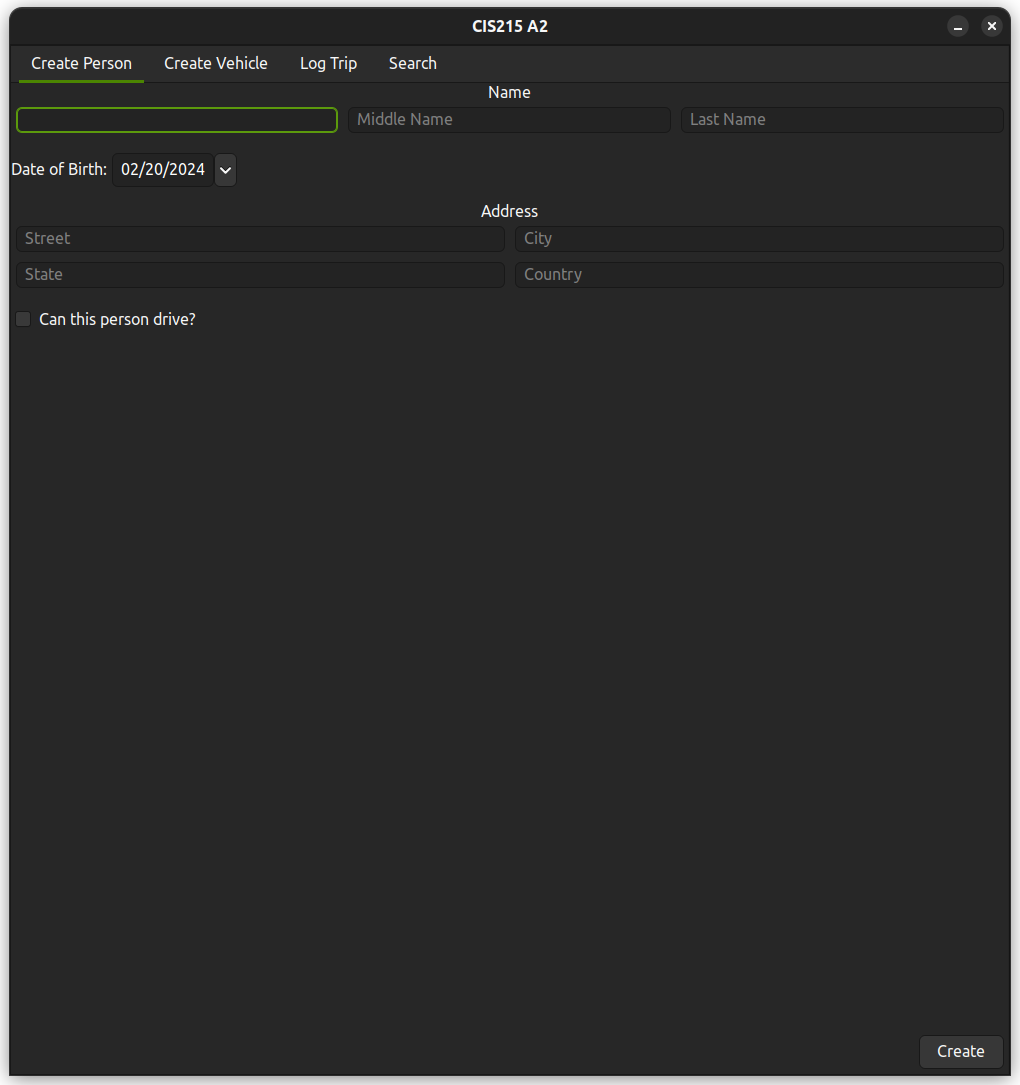 CIS215 A2
Create Person Create Vehicle Log Trip Search
Name
Middle Name Last Name
Date of Birth: 02/20/2024
Address
Street City
State Country
Can this person drive?
Create